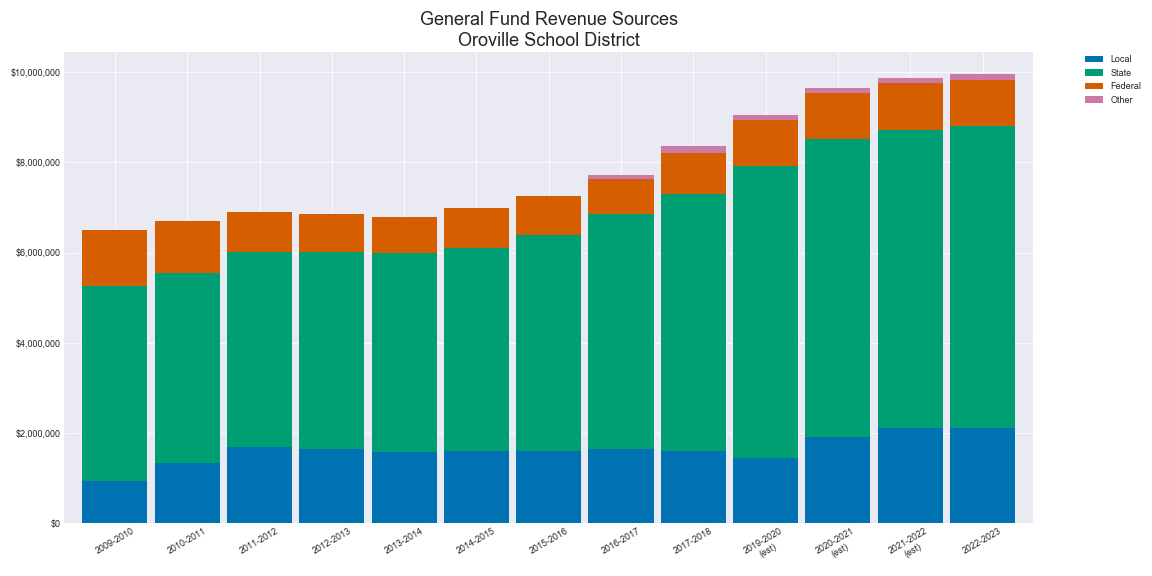 General Fund Revenue Sources
Oroville School District
Local
State
Federal
Other
$10,000,000
$8,000,000
$6,000,000
$4,000,000
$2,000,000
$0
2009-2010
2010-2011
2011-2012
2012-2013
2013-2014
2014-2015
2015-2016
2016-2017
2017-2018
2019-2020
(est)
2020-2021
(est)
2021-2022
(est)
2022-2023